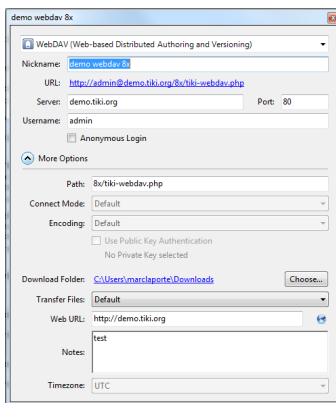 demo webdav 8x
WebDAV (Web-based Distributed Authoring and Versioning)
Nickname: demo webdav 8x
URL: http://admin@demo.tiki.org/8x/tiki-webdav.php
Server: demo.tiki.org Port: 80
Username: admin
Anonymous Login
More Options
Path: 8x/tiki-webdav.php
Connect Mode: Default
Encoding: Default
Use Public Key Authentication
No Private Key selected
Download Folder: C:\Users\marclaporte\Downloads Choose...
Transfer Files: Default
Web URL: http://demo.tiki.org
Notes: test
Timezone: UTC